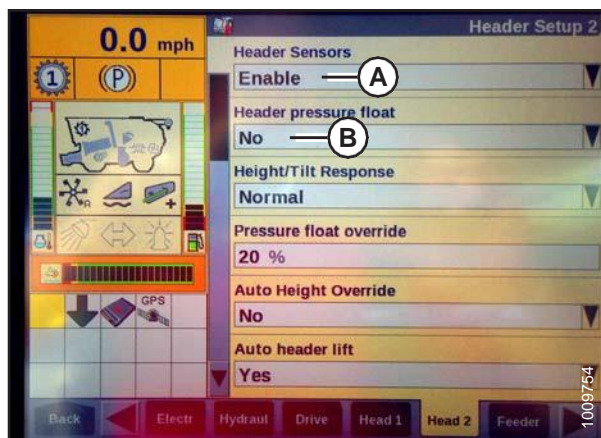 Header Setup 2
0.0 mph
1
(P)
Header Sensors
Enable
A
Header pressure float
No
B
Height/Tilt Response
Normal
R
+
Pressure float override
20 %
GPS
Auto Height Override
No
Auto header lift
Yes
Back
Electr
Hydraul
Drive
Head 1
Head 2
Feeder
1009754